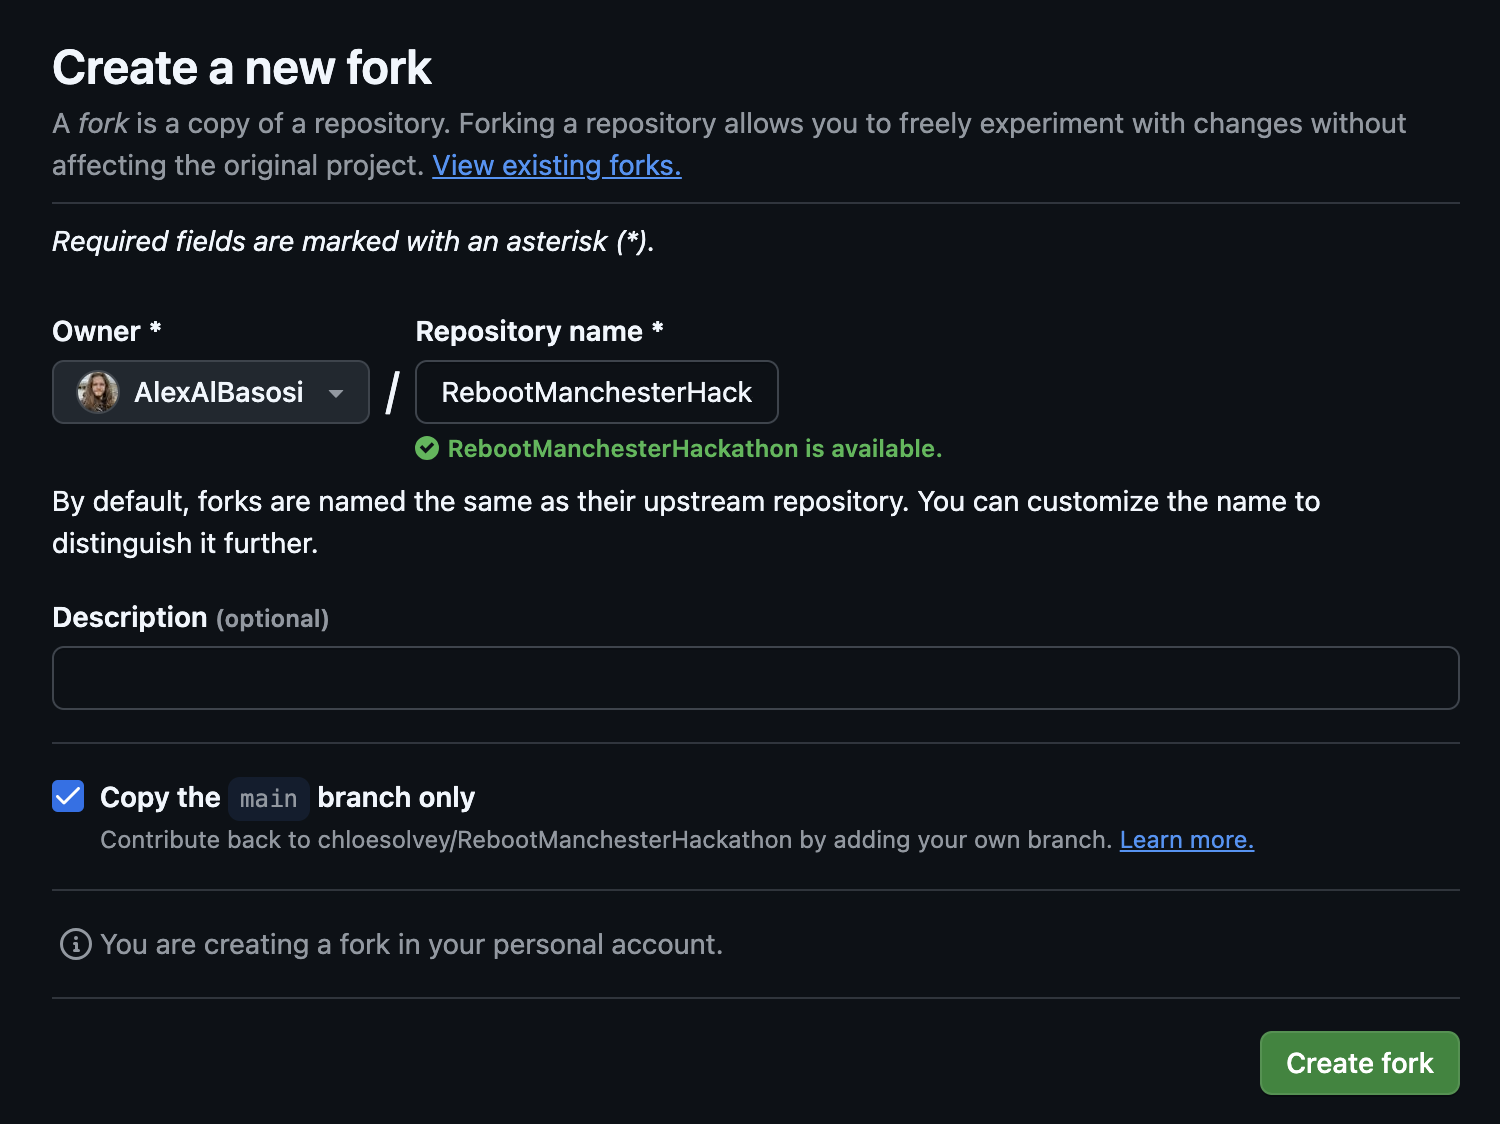 Create a new fork
A fork is a copy of a repository. Forking a repository allows you to freely experiment with changes without
affecting the original project. View existing forks.
Required fields are marked with an asterisk (*).
Owner * Repository name *
AlexAlBasosi / RebootManchesterHack
RebootManchesterHackathon is available.
By default, forks are named the same as their upstream repository. You can customize the name to
distinguish it further.
Description (optional)
Copy the main branch only
Contribute back to chloesolvey/RebootManchesterHackathon by adding your own branch. Learn more.
You are creating a fork in your personal account.
Create fork